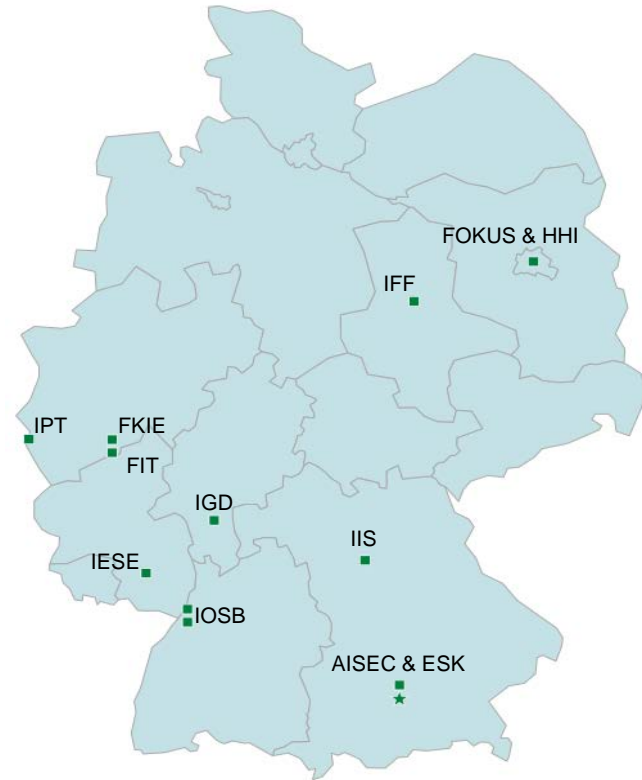 FOKUS & HHI
IFF
IPT
FKIE
FIT
IGD
IIS
IESE
IOSB
AISEC & ESK